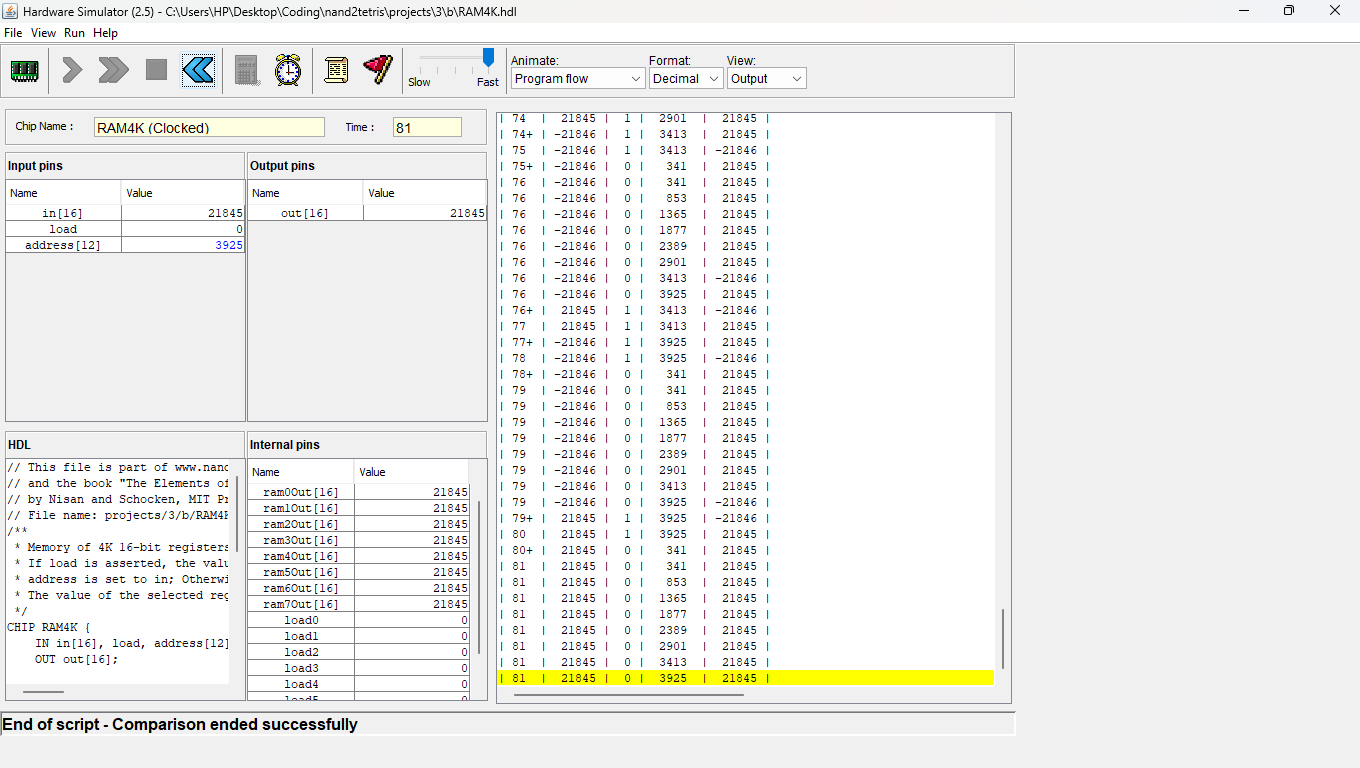 Hardware Simulator (2.5) - C:\Users\HP\Desktop\Coding\nand2tetris\projects\3\b\RAM4K.hdl
File View Run Help
Slow Fast
Animate: Format: View:
Program flow Decimal Output
Chip Name : RAM4K (Clocked) Time : 81
Input pins
Name Value
in[16] 21845
load 0
address[12] 3925
Output pins
Name Value
out[16] 21845
HDL
// This file is part of www.nand
// and the book "The Elements of
// by Nisan and Schocken, MIT Pr
// File name: projects/3/b/RAM4K
/**
* Memory of 4K 16-bit registers
* If load is asserted, the valu
* address is set to in; Otherwi
* The value of the selected reg
*/
CHIP RAM4K {
IN in[16], load, address[12]
OUT out[16];
Internal pins
Name Value
ram0Out[16] 21845
ram1Out[16] 21845
ram2Out[16] 21845
ram3Out[16] 21845
ram4Out[16] 21845
ram5Out[16] 21845
ram6Out[16] 21845
ram7Out[16] 21845
load0 0
load1 0
load2 0
load3 0
load4 0
load5 0
| 74 | 21845 | 1 | 2901 | 21845 |
| 74+ | -21846 | 1 | 3413 | 21845 |
| 75 | -21846 | 1 | 3413 | -21846 |
| 75+ | -21846 | 0 | 341 | 21845 |
| 76 | -21846 | 0 | 341 | 21845 |
| 76 | -21846 | 0 | 853 | 21845 |
| 76 | -21846 | 0 | 1365 | 21845 |
| 76 | -21846 | 0 | 1877 | 21845 |
| 76 | -21846 | 0 | 2389 | 21845 |
| 76 | -21846 | 0 | 2901 | 21845 |
| 76 | -21846 | 0 | 3413 | -21846 |
| 76 | -21846 | 0 | 3925 | 21845 |
| 76+ | 21845 | 1 | 3413 | -21846 |
| 77 | 21845 | 1 | 3413 | 21845 |
| 77+ | -21846 | 1 | 3925 | 21845 |
| 78 | -21846 | 1 | 3925 | -21846 |
| 78+ | -21846 | 0 | 341 | 21845 |
| 79 | -21846 | 0 | 341 | 21845 |
| 79 | -21846 | 0 | 853 | 21845 |
| 79 | -21846 | 0 | 1365 | 21845 |
| 79 | -21846 | 0 | 1877 | 21845 |
| 79 | -21846 | 0 | 2389 | 21845 |
| 79 | -21846 | 0 | 2901 | 21845 |
| 79 | -21846 | 0 | 3413 | 21845 |
| 79 | -21846 | 0 | 3925 | -21846 |
| 79+ | 21845 | 1 | 3925 | -21846 |
| 80 | 21845 | 1 | 3925 | 21845 |
| 80+ | 21845 | 0 | 341 | 21845 |
| 81 | 21845 | 0 | 341 | 21845 |
| 81 | 21845 | 0 | 853 | 21845 |
| 81 | 21845 | 0 | 1365 | 21845 |
| 81 | 21845 | 0 | 1877 | 21845 |
| 81 | 21845 | 0 | 2389 | 21845 |
| 81 | 21845 | 0 | 2901 | 21845 |
| 81 | 21845 | 0 | 3413 | 21845 |
| 81 | 21845 | 0 | 3925 | 21845 |
End of script - Comparison ended successfully